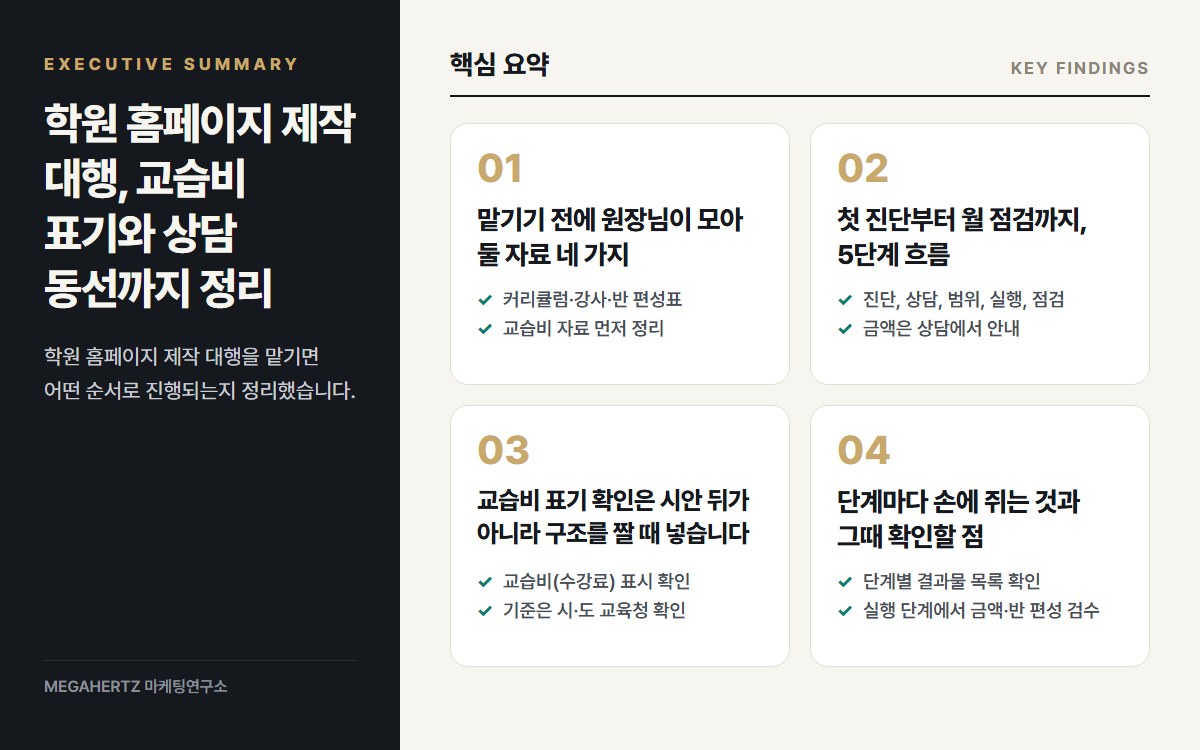 EXECUTIVE SUMMARY
학원 홈페이지 제작
대행, 교습비
표기와 상담
동선까지 정리
학원 홈페이지 제작 대행을 맡기면
어떤 순서로 진행되는지 정리했습니다.
MEGAHERTZ 마케팅연구소
핵심 요약
KEY FINDINGS
01
맡기기 전에 원장님이 모아
둘 자료 네 가지
커리큘럼·강사·반 편성표
교습비 자료 먼저 정리
02
첫 진단부터 월 점검까지,
5단계 흐름
진단, 상담, 범위, 실행, 점검
금액은 상담에서 안내
03
교습비 표기 확인은 시안 뒤가
아니라 구조를 짤 때 넣습니다
교습비(수강료) 표시 확인
기준은 시·도 교육청 확인
04
단계마다 손에 쥐는 것과
그때 확인할 점
단계별 결과물 목록 확인
실행 단계에서 금액·반 편성 검수